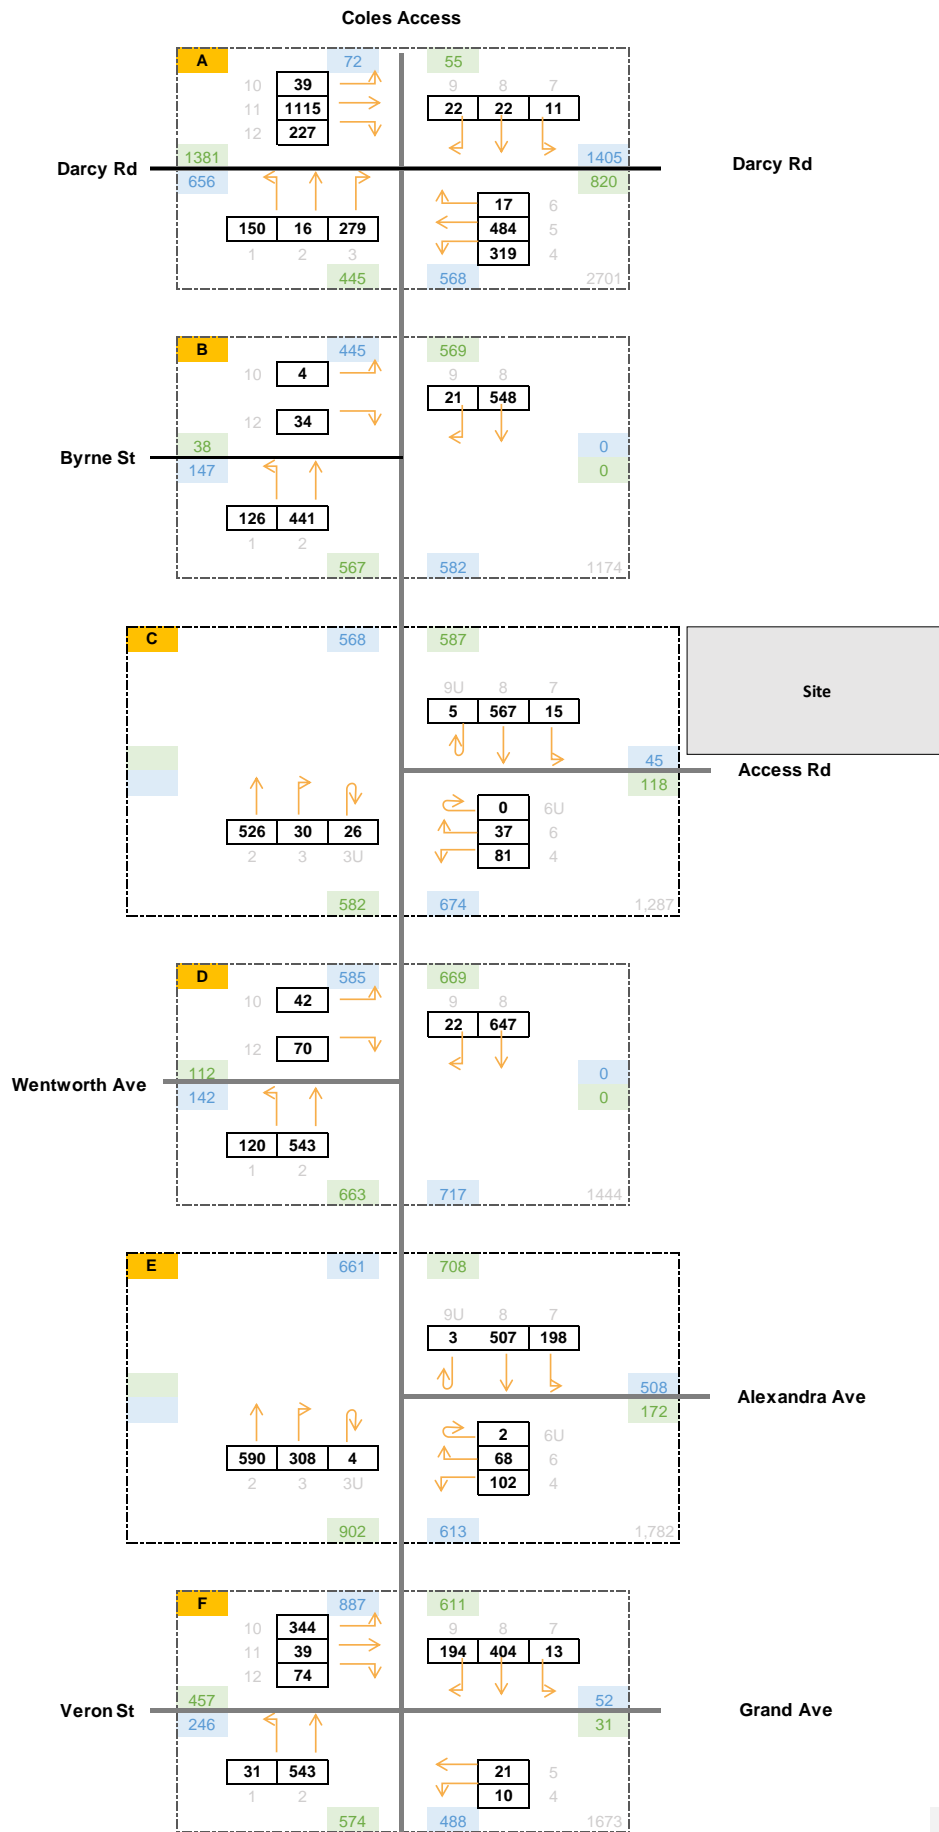 Coles Access
A 72 55
10 39 9 8 7
11 1115 22 22 11
12 227
1381 1405
Darcy Rd Darcy Rd
656 820
17 6
150 16 279 484 5
1 2 3 319 4
445 568 2701
B 445 569
10 4 9 8
21 548
12 34
38 0
Byrne St
147 0
126 441
1 2
567 582 1174
C 568 587
9U 8 7 Site
5 567 15
45
Access Rd
118
0 6U
526 30 26 37 6
2 3 3U 81 4
582 674 1,287
D 585 669
10 42 9 8
22 647
12 70
112 0
Wentworth Ave
142 0
120 543
1 2
663 717 1444
E 661 708
9U 8 7
3 507 198
508
Alexandra Ave
172
2 6U
590 308 4 68 6
2 3 3U 102 4
902 613 1,782
F 887 611
10 344 9 8 7
11 39 194 404 13
12 74
457 52
Veron St Grand Ave
246 31
31 543 21 5
1 2 10 4
574 488 1673